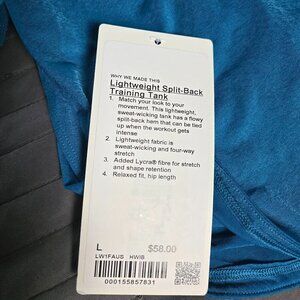 WHY WE MADE THIS
Lightweight Split-Back
Training Tank
1. Match your look to your
movement. This lightweight,
sweat-wicking tank has a flowy
split-back hem that can be tied
up when the workout gets
intense
2. Lightweight fabric is
sweat-wicking and four-way
stretch
3. Added Lycra® fibre for stretch
and shape retention
4. Relaxed fit, hip length
L
$58.00
LW1FAUS HWIB
000155857831